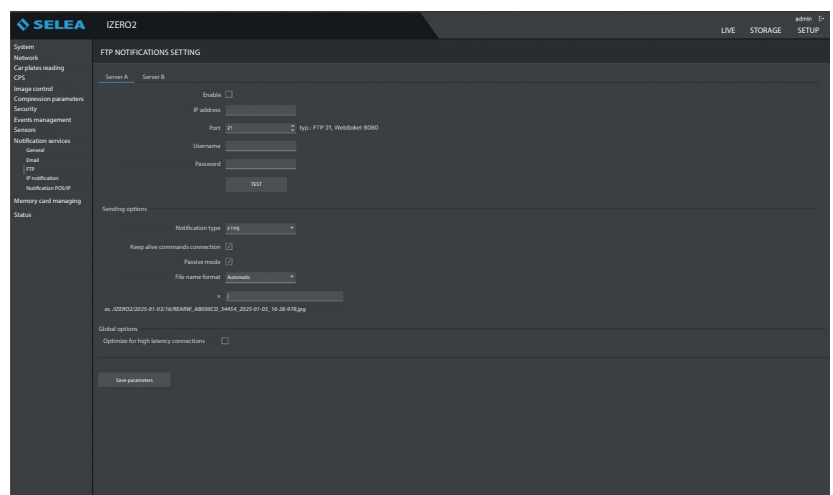 SELEA
IZERO2
admin
LIVE STORAGE SETUP
System
Network
Car plates reading
CPS
Image control
Compression parameters
Security
Events management
Sensors
Notification services
General
Email
FTP
IP notification
Notification POS/IP
Memory card managing
Status
FTP NOTIFICATIONS SETTING
Server A Server B
Enable
IP address
Port 21 typ.: FTP 21, WebSoket 8080
Username
Password
TEST
Sending options
Notification type FTPS
Keep alive commands connection
Passive mode
File name format Automatic
v ./
es. /IZERO2/2025-01-03/16/REARW_AB000CD_54454_2025-01-03_16-28-978.jpg
Global options
Optimize for high latency connections
Save parameters